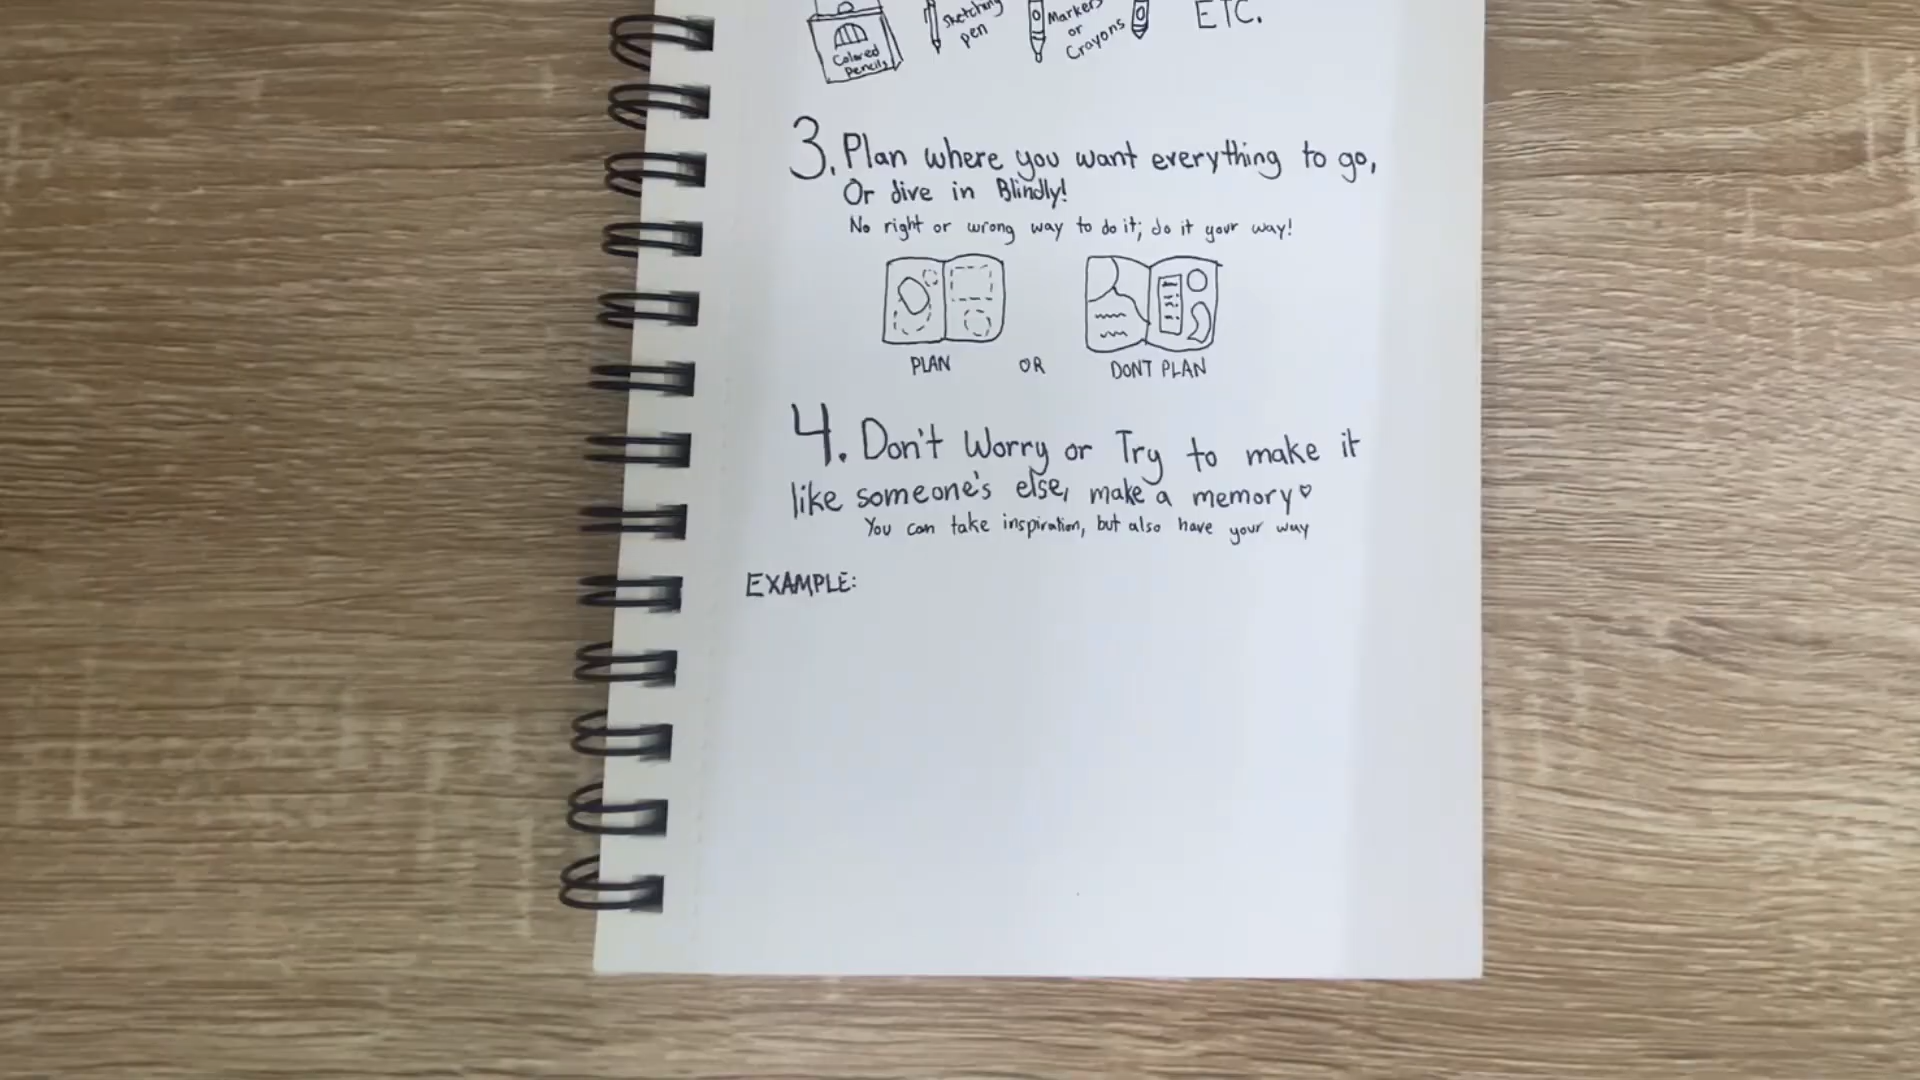 Colored
Pencils
Sketching
pen
Markers
or
Crayons
ETC.
3. Plan where you want everything to go,
Or dive in Blindly!
No right or wrong way to do it; do it your way!
PLAN OR DONT PLAN
4. Don't Worry or Try to make it
like someone's else, make a memory♡
You can take inspiration, but also have your way
EXAMPLE: